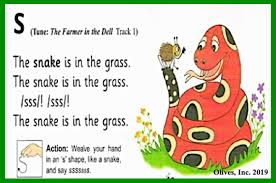 S
(Tune: The Farmer in the Dell Track 1)
The snake is in the grass.
The snake is in the grass.
/sss/! /sss/!
The snake is in the grass.
Action: Weave your hand
in an 's' shape, like a snake,
and say ssssss.
Olives, Inc. 2019